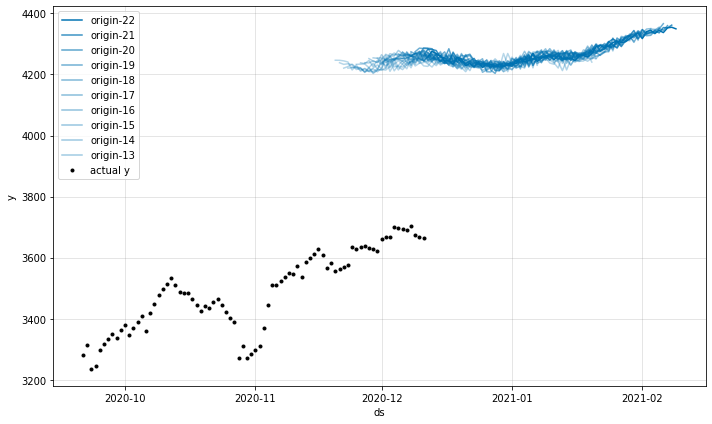 4400
4200
4000
3800
3600
3400
3200
y
origin-22
origin-21
origin-20
origin-19
origin-18
origin-17
origin-16
origin-15
origin-14
origin-13
actual y
2020-10
2020-11
2020-12
2021-01
2021-02
ds